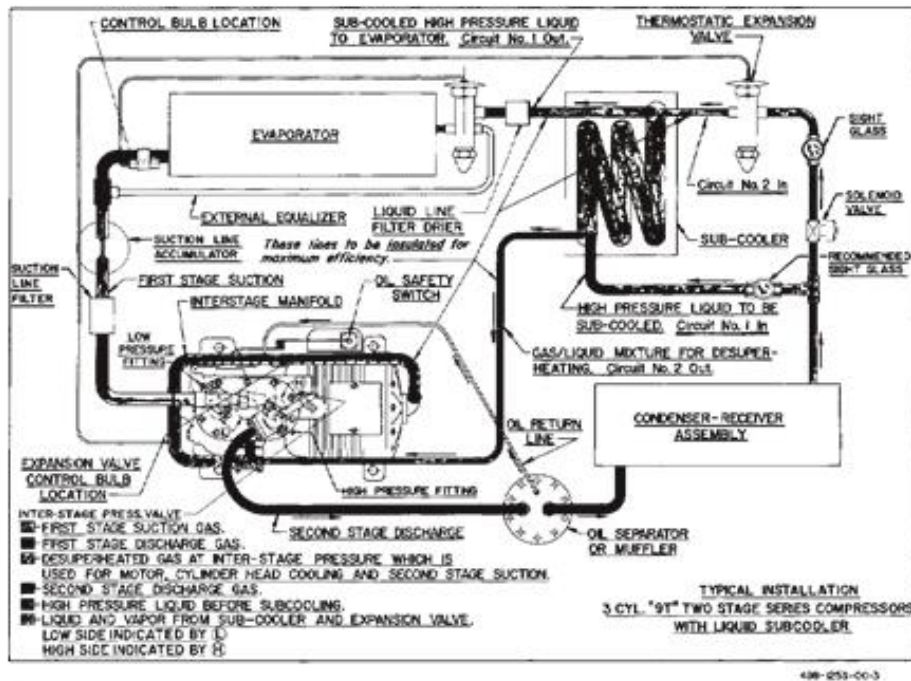 CONTROL BULB LOCATION
SUB-COOLED HIGH PRESSURE LIQUID
TO EVAPORATOR. Circuit No. 1 Out.
THERMOSTATIC EXPANSION
VALVE
EVAPORATOR
SIGHT
GLASS
Circuit No. 2 In
EXTERNAL EQUALIZER
LIQUID LINE
FILTER DRIER
SOLENOID
VALVE
SUB-COOLER
SUCTION LINE
ACCUMULATOR
These lines to be insulated for
maximum efficiency.
RECOMMENDED
SIGHT GLASS
SUCTION
LINE
FILTER
FIRST STAGE SUCTION
OIL SAFETY
SWITCH
INTERSTAGE MANIFOLD
HIGH PRESSURE LIQUID TO BE
SUB-COOLED. Circuit No. 1 In
LOW
PRESSURE
FITTING
GAS/LIQUID MIXTURE FOR DESUPER-
HEATING. Circuit No. 2 Out.
CONDENSER-RECEIVER
ASSEMBLY
OIL RETURN
LINE
EXPANSION VALVE
CONTROL BULB
LOCATION
HIGH PRESSURE FITTING
INTER-STAGE PRESS. VALVE
SECOND STAGE DISCHARGE
OIL SEPARATOR
OR MUFFLER
FIRST STAGE SUCTION GAS.
FIRST STAGE DISCHARGE GAS.
DESUPERHEATED GAS AT INTER-STAGE PRESSURE WHICH IS
USED FOR MOTOR, CYLINDER HEAD COOLING AND SECOND STAGE SUCTION.
SECOND STAGE DISCHARGE GAS.
HIGH PRESSURE LIQUID BEFORE SUBCOOLING.
LIQUID AND VAPOR FROM SUB-COOLER AND EXPANSION VALVE.
LOW SIDE INDICATED BY Ⓛ
HIGH SIDE INDICATED BY Ⓗ
TYPICAL INSTALLATION
3 CYL. "9T" TWO STAGE SERIES COMPRESSORS
WITH LIQUID SUBCOOLER